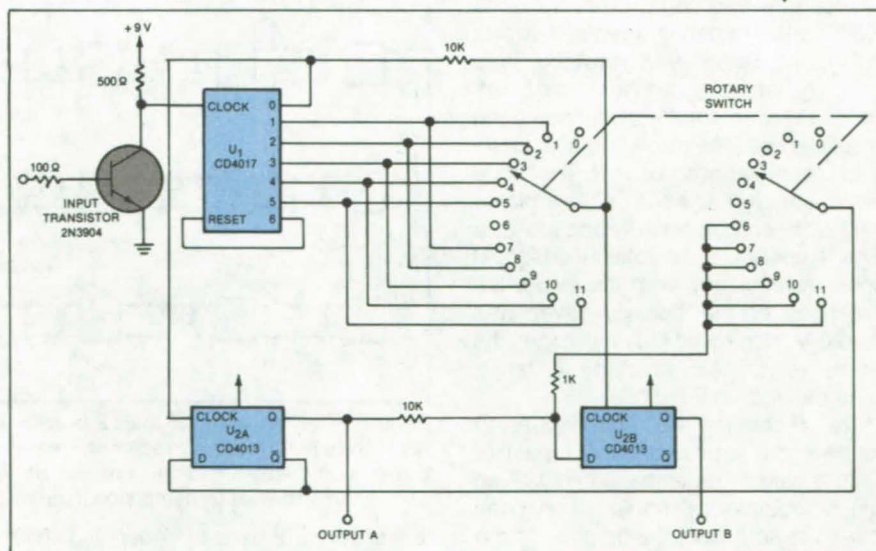 +9V
500Ω
100Ω
INPUT
TRANSISTOR
2N3904
CLOCK 0
1
2
U1
CD4017
3
4
5
RESET 6
10K
ROTARY
SWITCH
0
1
2
3
4
5
6
7
8
9
10
11
0
1
2
3
4
5
6
7
8
9
10
11
1K
CLOCK Q
U2A
CD4013
D Q̅
10K
CLOCK Q
U2B
CD4013
D Q̅
OUTPUT A
OUTPUT B